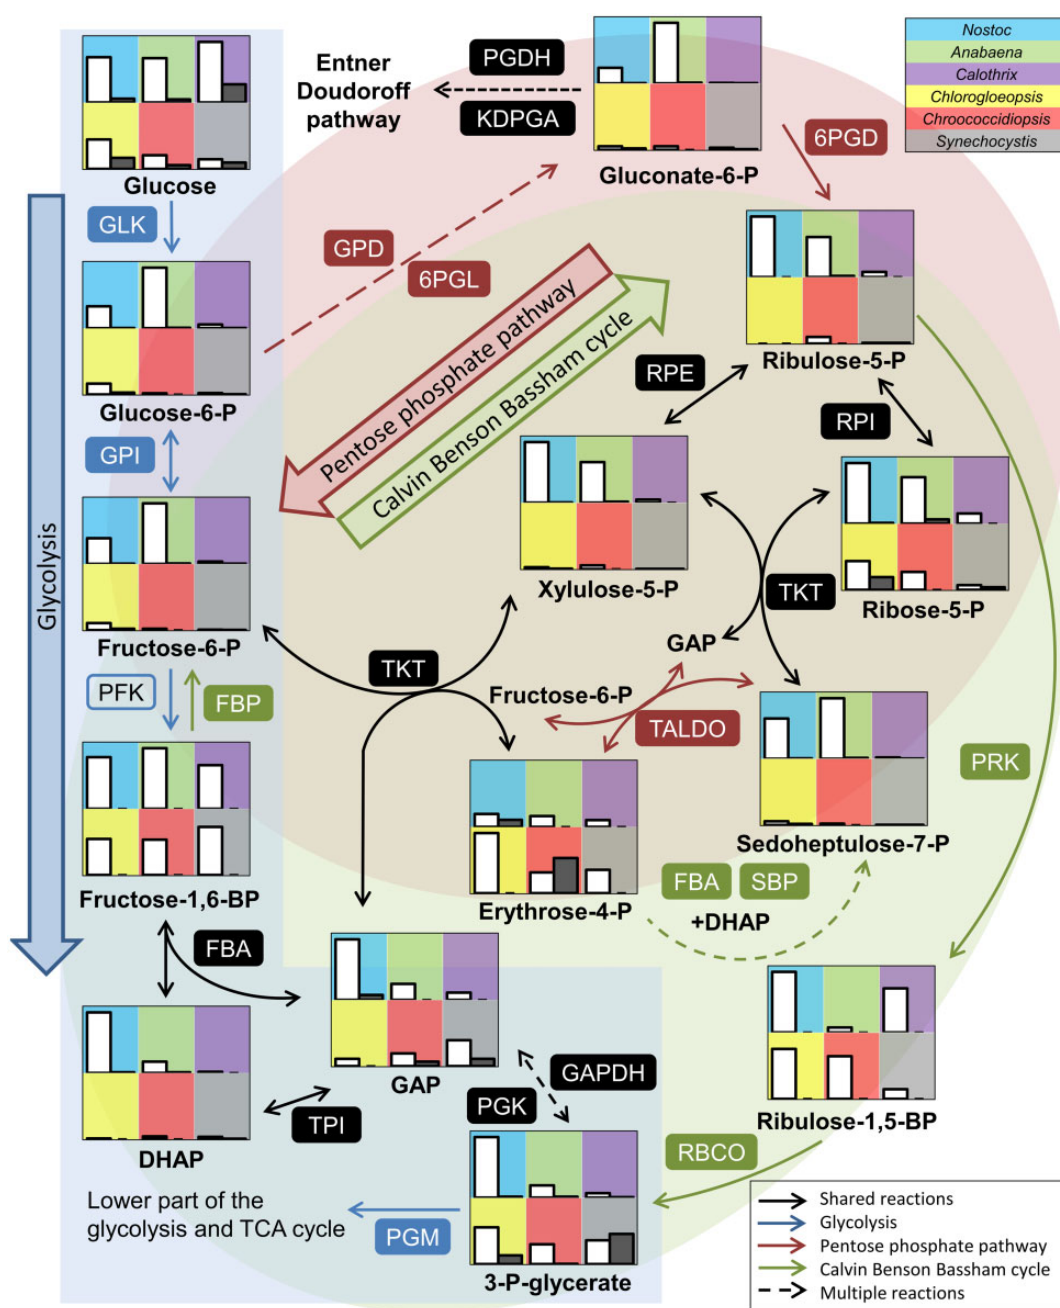 Nostoc
Anabaena
Calothrix
Chlorogloeopsis
Chroococcidiopsis
Synechocystis
Entner
Doudoroff
pathway
PGDH
KDPGA
Gluconate-6-P
6PGD
Glucose
GLK
GPD
6PGL
Glucose-6-P
GPI
Glycolysis
Pentose phosphate pathway
Calvin Benson Bassham cycle
Ribulose-5-P
RPE
RPI
Xylulose-5-P
Ribose-5-P
TKT
GAP
Fructose-6-P
PFK
FBP
TKT
Fructose-6-P
TALDO
PRK
Sedoheptulose-7-P
Fructose-1,6-BP
Erythrose-4-P
FBA
SBP
+DHAP
FBA
GAP
GAPDH
PGK
TPI
DHAP
Ribulose-1,5-BP
RBCO
Lower part of the
glycolysis and TCA cycle
PGM
3-P-glycerate
Shared reactions
Glycolysis
Pentose phosphate pathway
Calvin Benson Bassham cycle
Multiple reactions